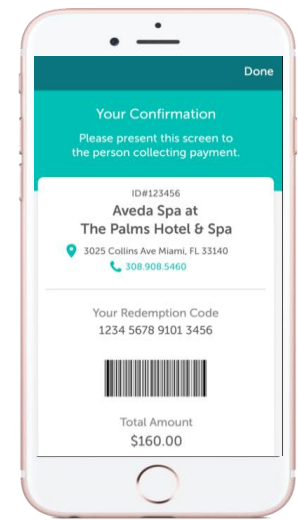 Done
Your Confirmation
Please present this screen to
the person collecting payment.
ID#123456
Aveda Spa at
The Palms Hotel & Spa
3025 Collins Ave Miami, FL 33140
308.908.5460
Your Redemption Code
1234 5678 9101 3456
Total Amount
$160.00